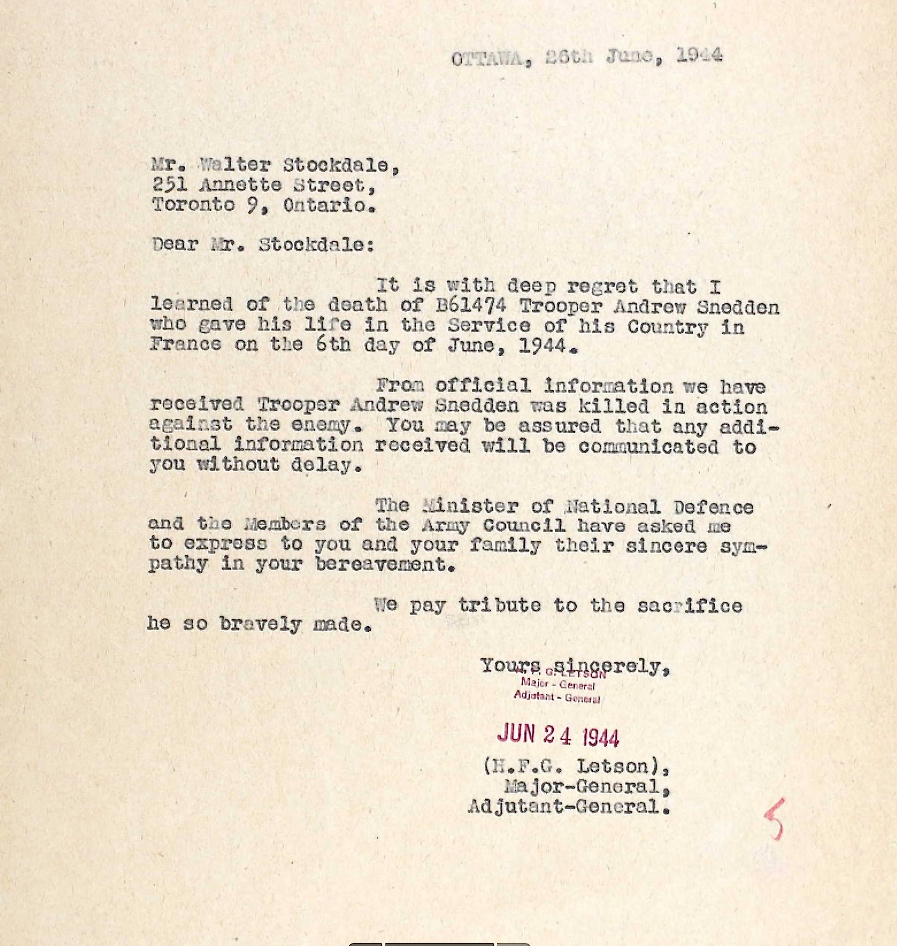 OTTAWA, 26th June, 1944
Mr. Walter Stockdale,
251 Annette Street,
Toronto 9, Ontario.
Dear Mr. Stockdale:
It is with deep regret that I
learned of the death of B61474 Trooper Andrew Snedden
who gave his life in the Service of his Country in
France on the 6th day of June, 1944.
From official information we have
received Trooper Andrew Snedden was killed in action
against the enemy. You may be assured that any addi-
tional information received will be communicated to
you without delay.
The Minister of National Defence
and the Members of the Army Council have asked me
to express to you and your family their sincere sym-
pathy in your bereavement.
We pay tribute to the sacrifice
he so bravely made.
Yours sincerely,
G. LETSON
Major - General
Adjutant - General
JUN 24 1944
(H.F.G. Letson),
Major-General,
Adjutant-General.
5